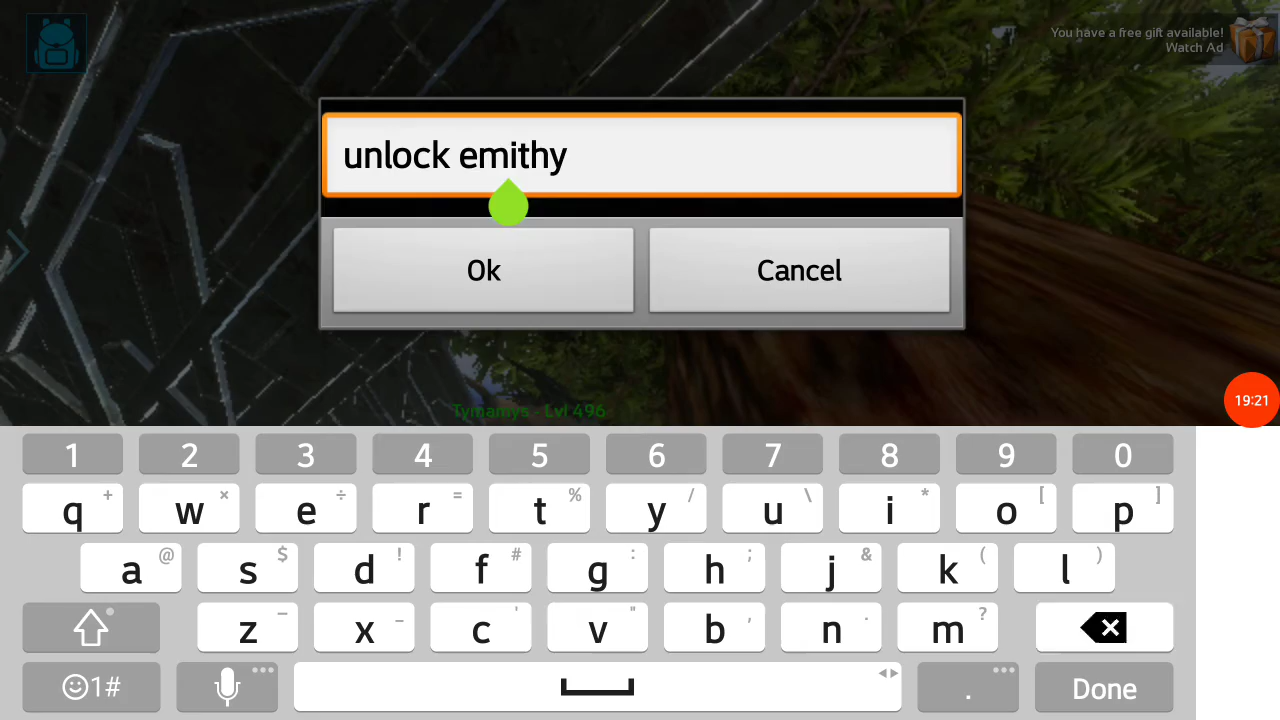 You have a free gift available!
Watch Ad
unlock emithy
Ok
Cancel
Tymamys - Lvl 496
19:21
1 2 3 4 5 6 7 8 9 0
q + w × e ÷ r = t % y / u \ i * o [ p ]
a @ s $ d ! f # g : h ; j & k ( l )
z – x - c ' v " b , n . m ?
1# . Done